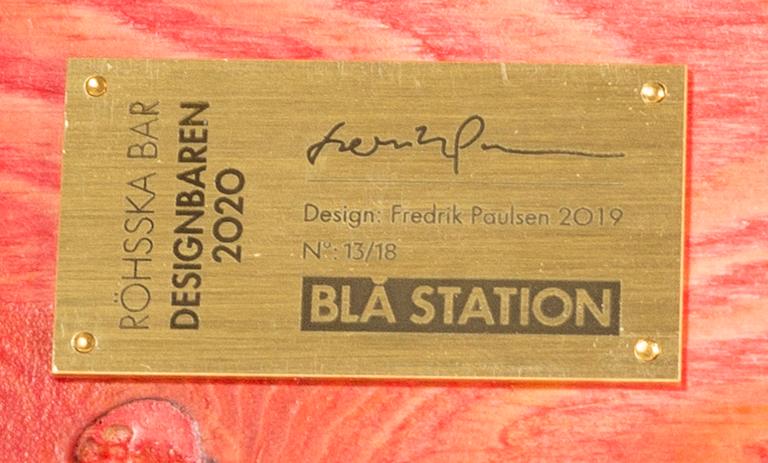 RÖHSSKA BAR
DESIGNBAREN
2020
Design: Fredrik Paulsen 2019
Nº: 13/18
BLÅ STATION